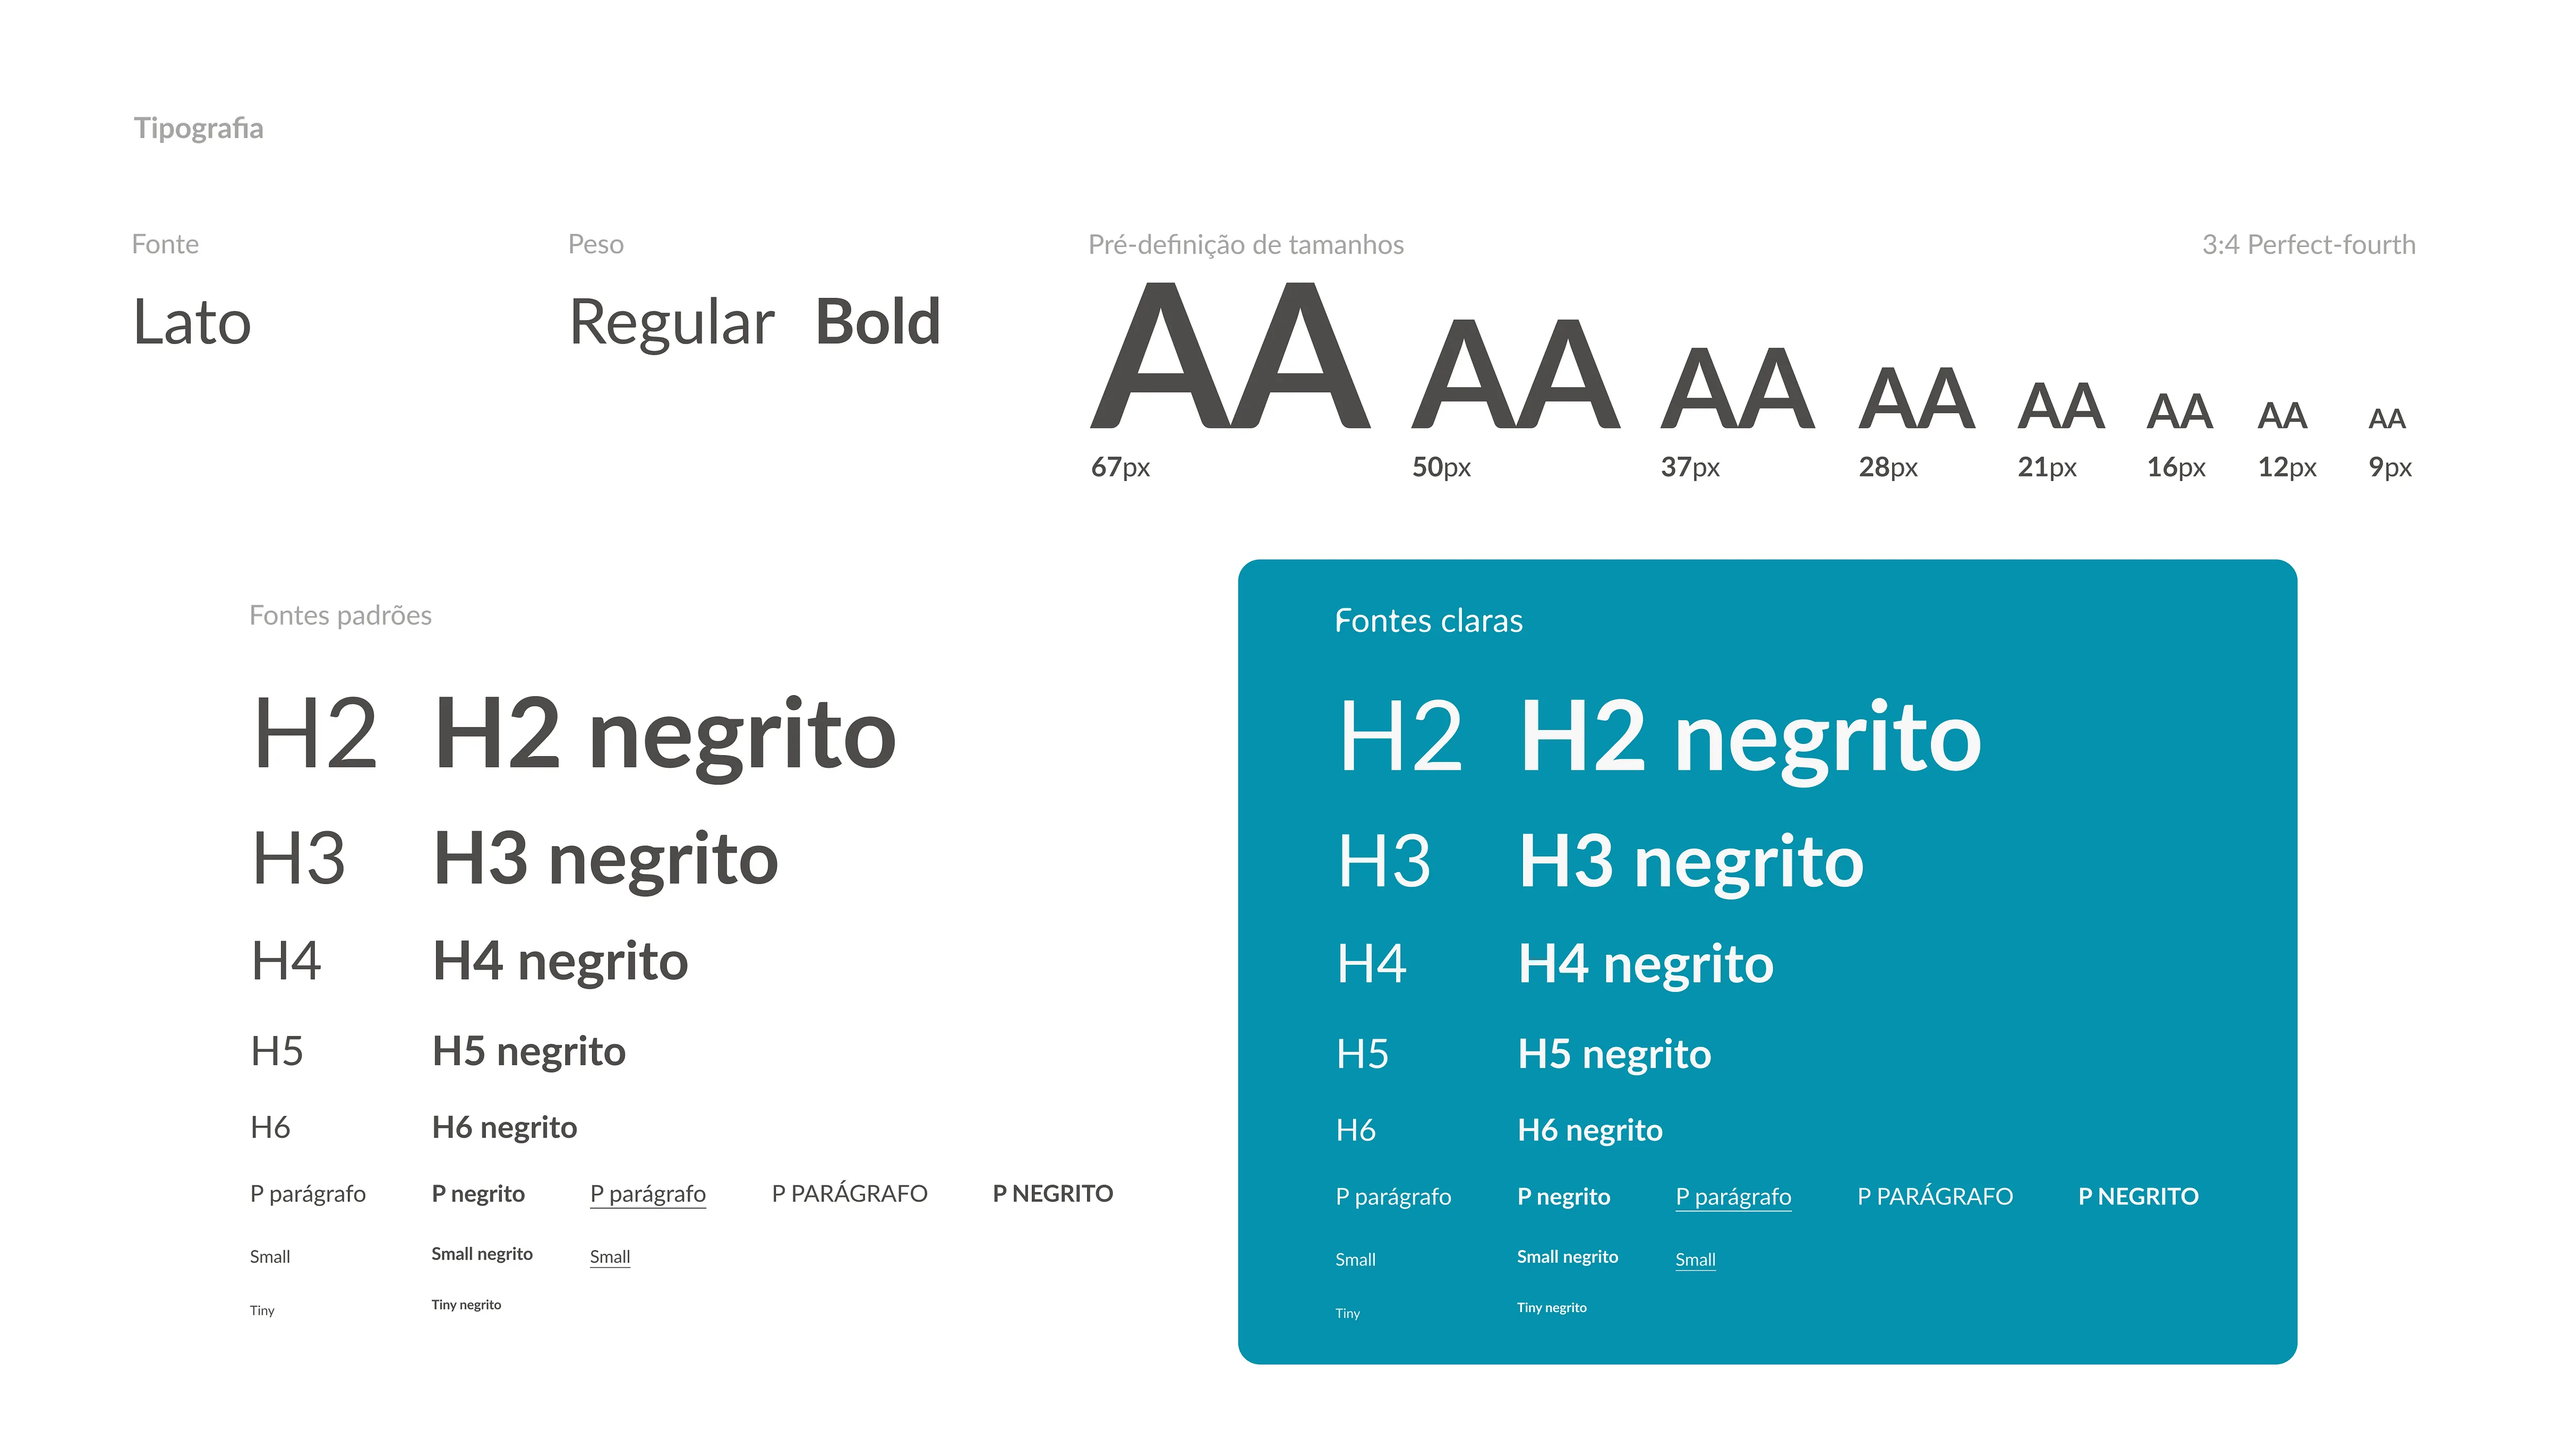 Tipografia
Fonte
Lato
Peso
Regular Bold
Pré-definição de tamanhos
3:4 Perfect-fourth
AA AA AA AA AA AA AA AA
67px 50px 37px 28px 21px 16px 12px 9px
Fontes padrões
H2 H2 negrito
H3 H3 negrito
H4 H4 negrito
H5 H5 negrito
H6 H6 negrito
P parágrafo P negrito P parágrafo P PARÁGRAFO P NEGRITO
Small Small negrito Small
Tiny Tiny negrito
Fontes claras
H2 H2 negrito
H3 H3 negrito
H4 H4 negrito
H5 H5 negrito
H6 H6 negrito
P parágrafo P negrito P parágrafo P PARÁGRAFO P NEGRITO
Small Small negrito Small
Tiny Tiny negrito